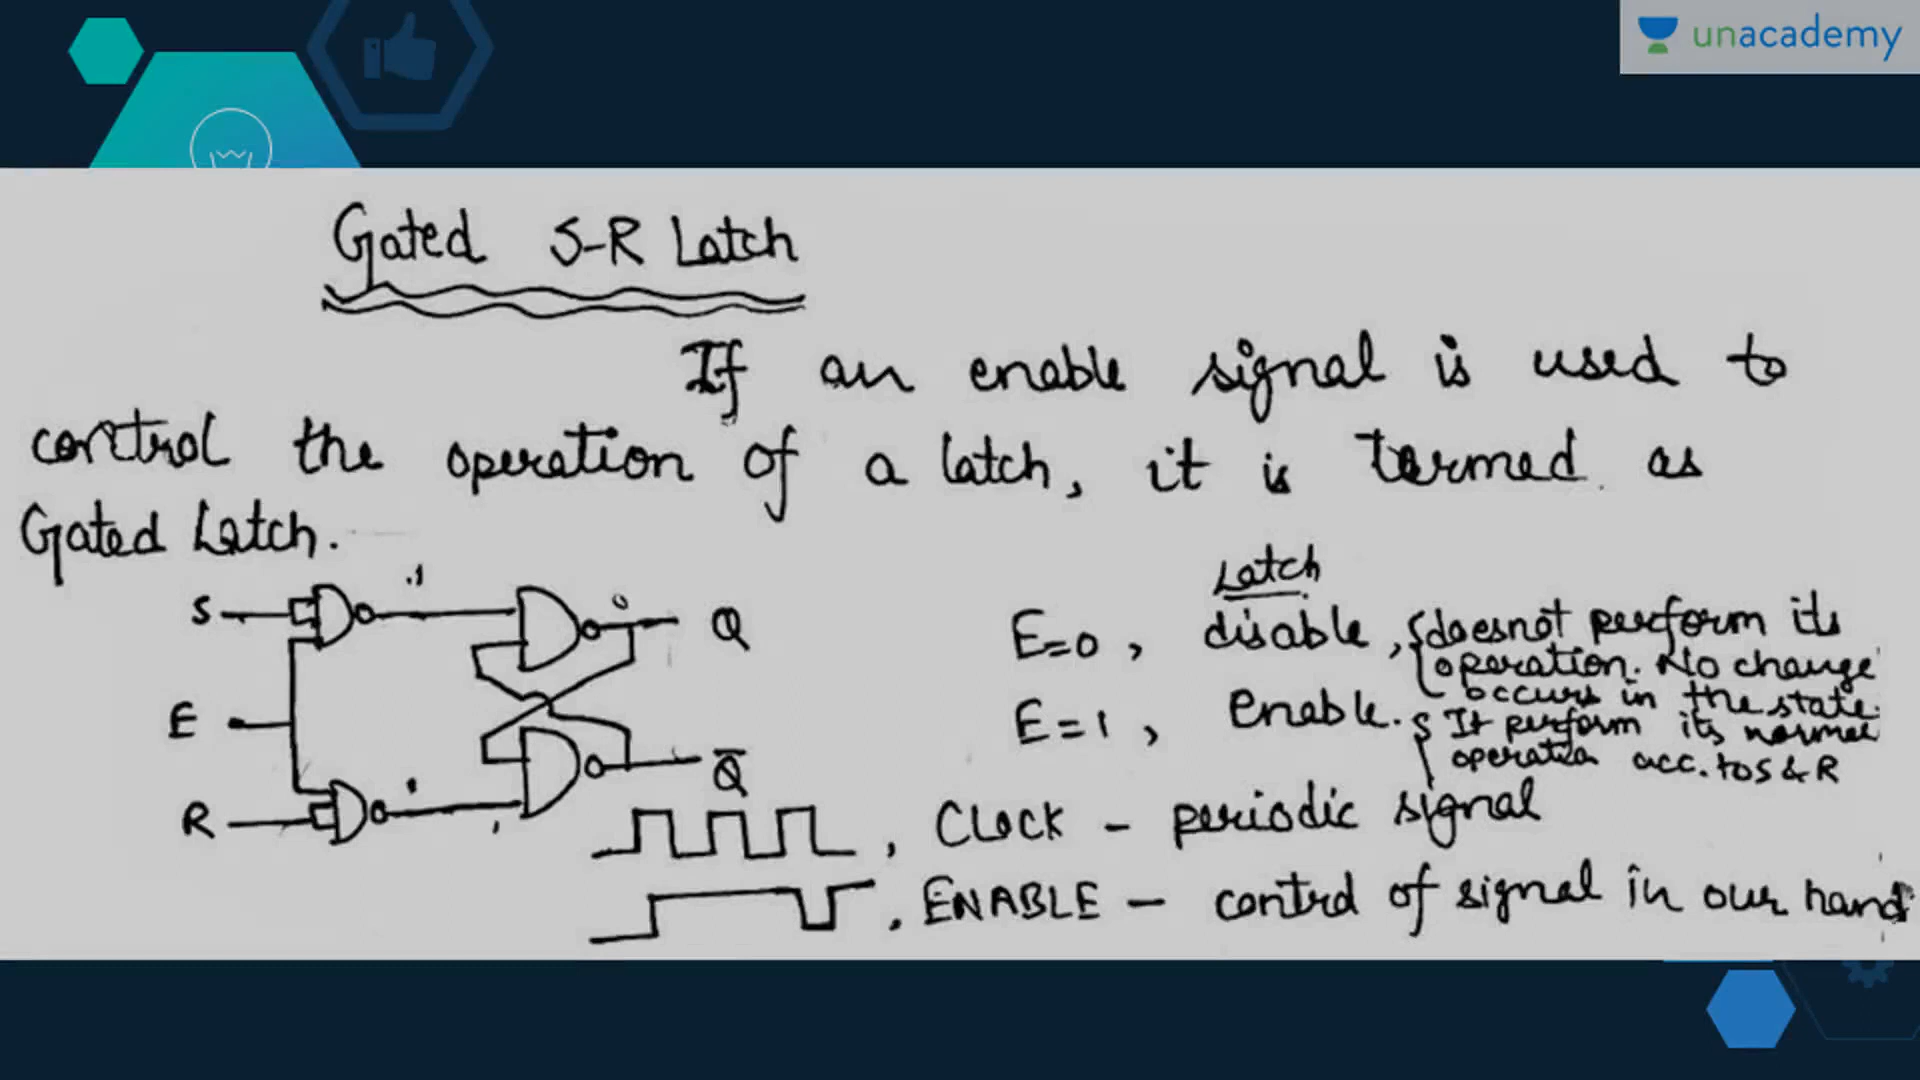 unacademy
Gated S-R Latch
If an enable signal is used to
control the operation of a latch, it is termed as
Gated Latch.
Latch
E=0, disable, {doesnot perform its
operation. No change
occurs in the state.
E=1, Enable. { It perform its normal
operation acc. to S & R
S
1
0
Q
E
R
Q̅
, CLOCK - periodic signal
, ENABLE - control of signal in our hand